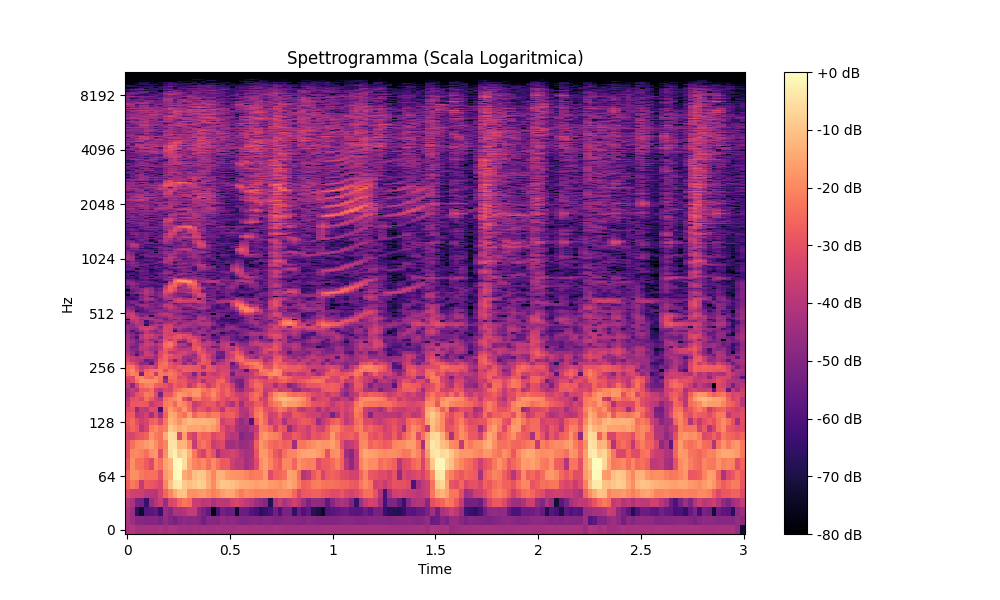 Spettrogramma (Scala Logaritmica)
8192
4096
2048
1024
512
256
128
64
0
Hz
0
0.5
1
1.5
2
2.5
3
Time
+0 dB
-10 dB
-20 dB
-30 dB
-40 dB
-50 dB
-60 dB
-70 dB
-80 dB